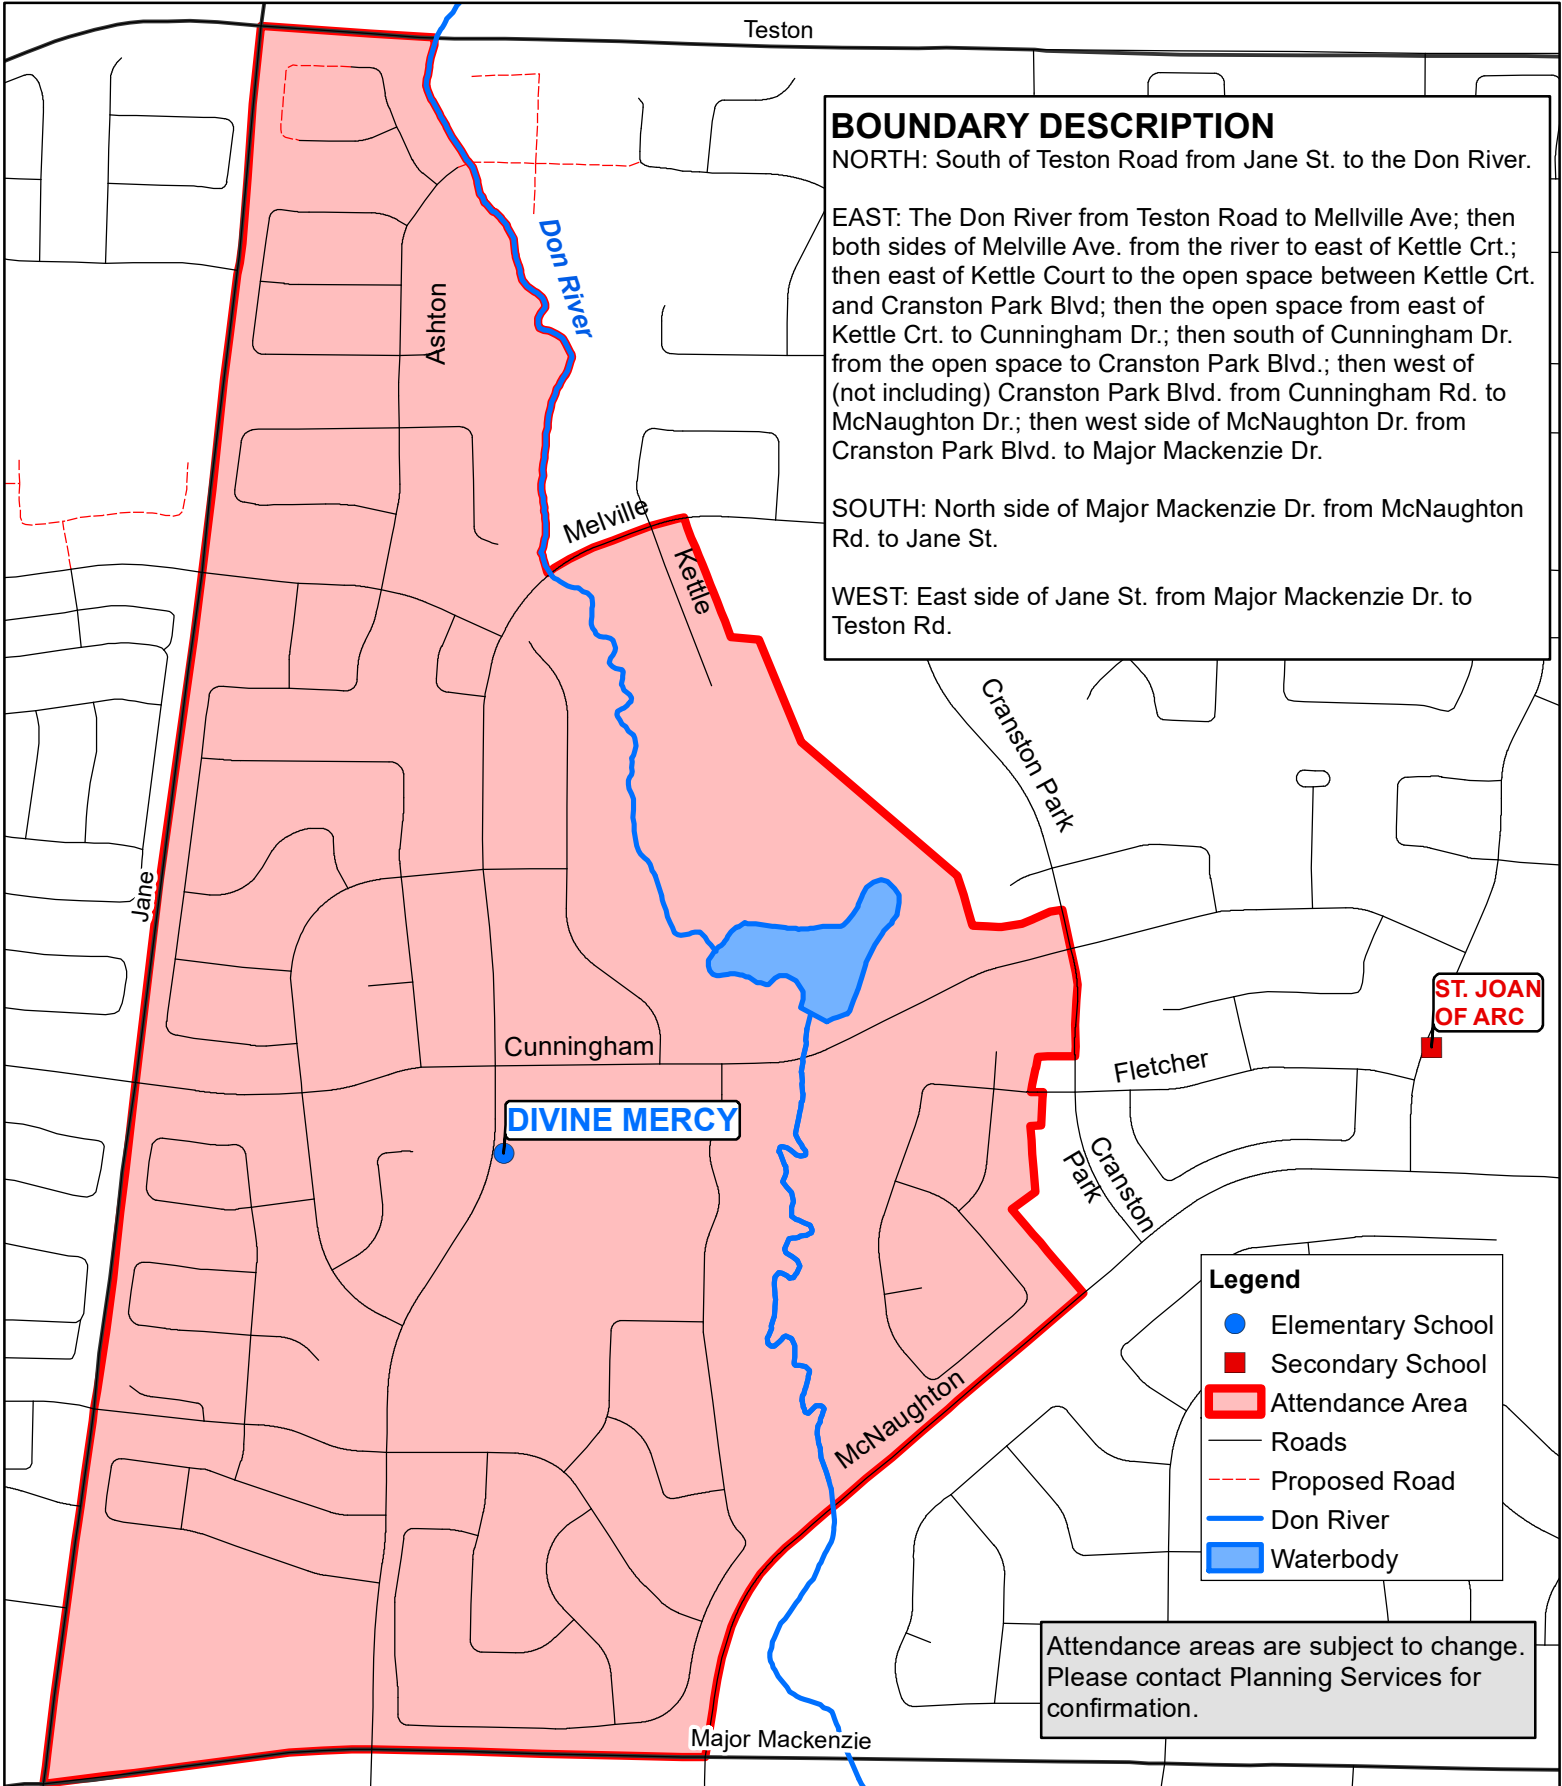 Teston
BOUNDARY DESCRIPTION
NORTH: South of Teston Road from Jane St. to the Don River.
EAST: The Don River from Teston Road to Mellville Ave; then
both sides of Melville Ave. from the river to east of Kettle Crt.;
then east of Kettle Court to the open space between Kettle Crt.
and Cranston Park Blvd; then the open space from east of
Kettle Crt. to Cunningham Dr.; then south of Cunningham Dr.
from the open space to Cranston Park Blvd.; then west of
(not including) Cranston Park Blvd. from Cunningham Rd. to
McNaughton Dr.; then west side of McNaughton Dr. from
Cranston Park Blvd. to Major Mackenzie Dr.
SOUTH: North side of Major Mackenzie Dr. from McNaughton
Rd. to Jane St.
WEST: East side of Jane St. from Major Mackenzie Dr. to
Teston Rd.
Don River
Ashton
Melville
Kettle
Cranston Park
Jane
ST. JOAN
OF ARC
Cunningham
Fletcher
DIVINE MERCY
Cranston
Park
McNaughton
Legend
Elementary School
Secondary School
Attendance Area
Roads
Proposed Road
Don River
Waterbody
Attendance areas are subject to change.
Please contact Planning Services for
confirmation.
Major Mackenzie